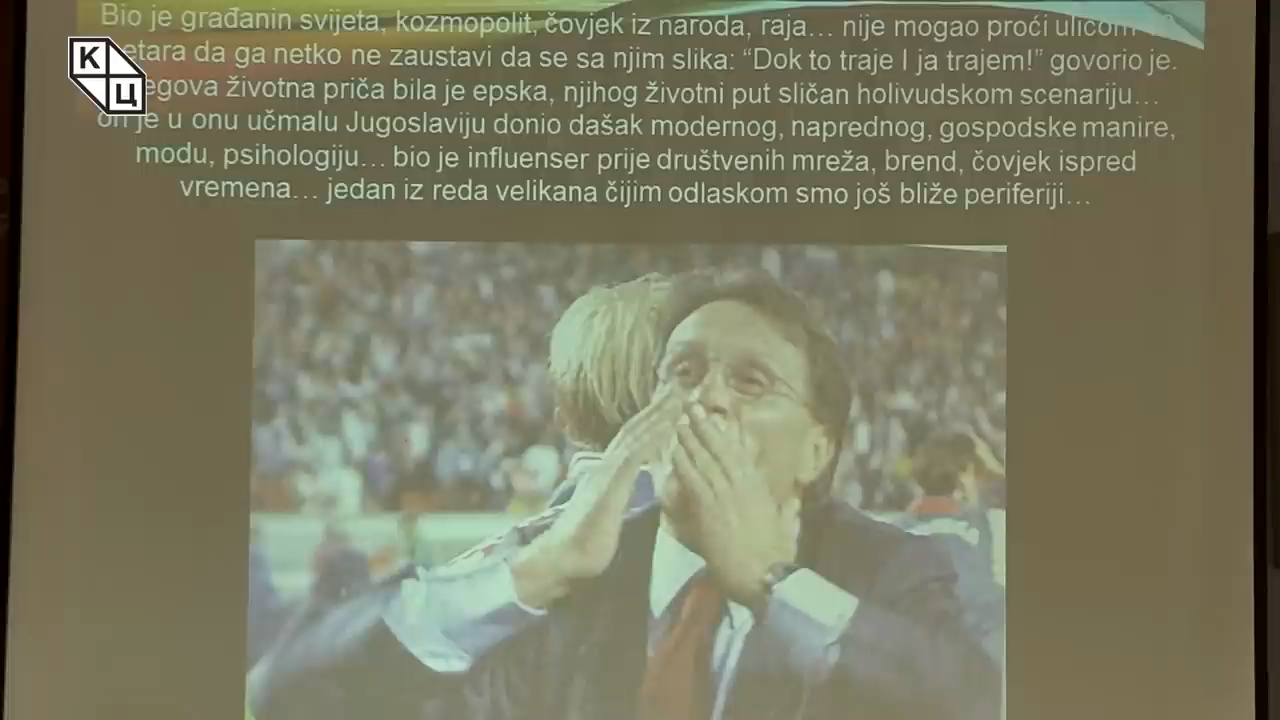 Bio je građanin svijeta, kozmopolit, čovjek iz naroda, raja… nije mogao proći ulicom
da ga netko ne zaustavi da se sa njim slika: “Dok to traje I ja trajem!” govorio je.
životna priča bila je epska, njihog životni put sličan holivudskom scenariju…
on je u onu učmalu Jugoslaviju donio dašak modernog, naprednog, gospodske manire,
modu, psihologiju… bio je influenser prije društvenih mreža, brend, čovjek ispred
vremena… jedan iz reda velikana čijim odlaskom smo još bliže periferiji…
К
Ц